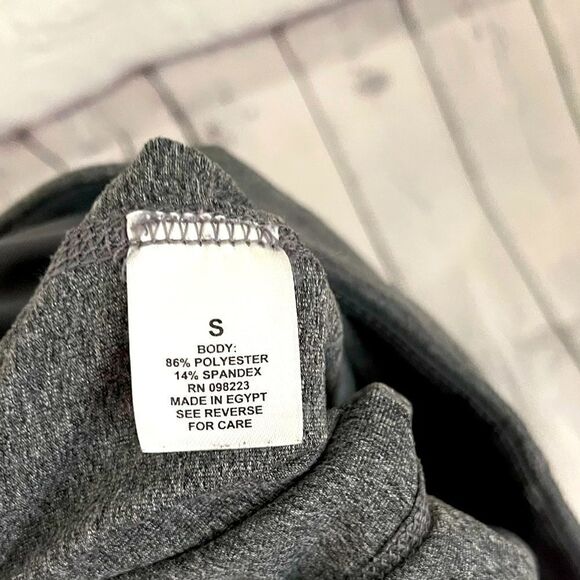 S
BODY:
86% POLYESTER
14% SPANDEX
RN 098223
MADE IN EGYPT
SEE REVERSE
FOR CARE